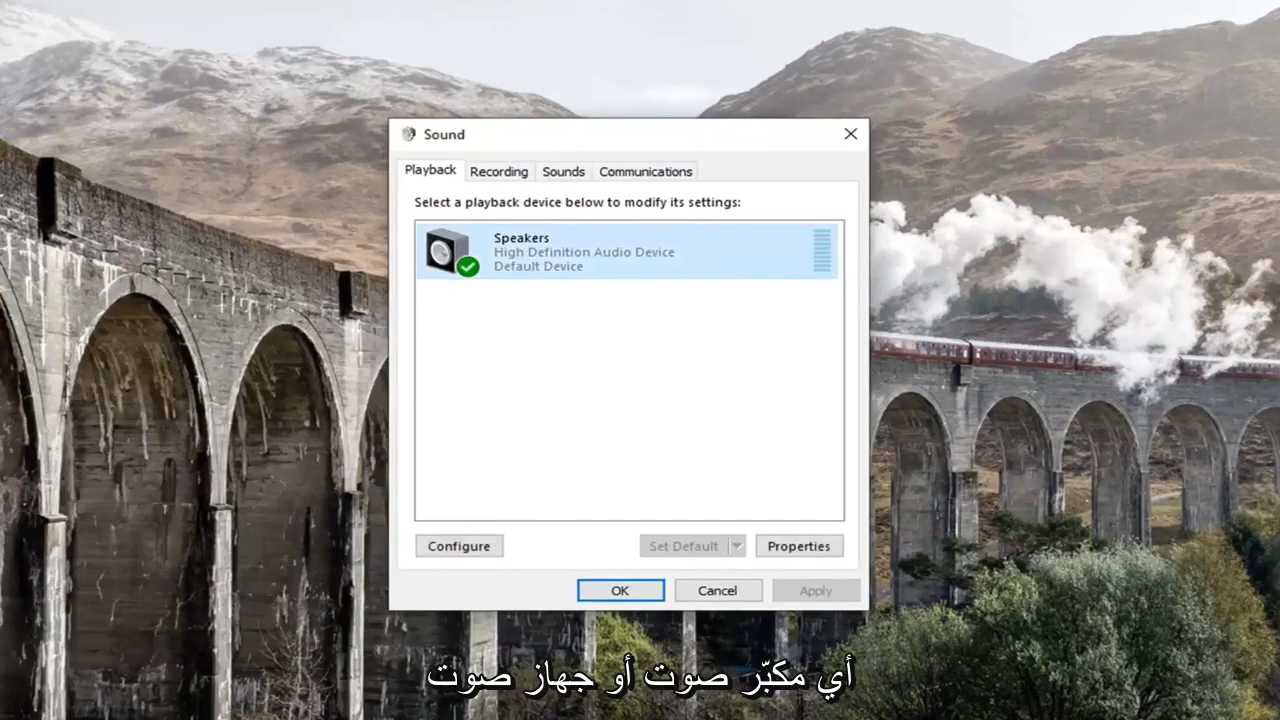 Sound
Playback
Recording
Sounds
Communications
Select a playback device below to modify its settings:
Speakers
High Definition Audio Device
Default Device
Configure
Set Default
Properties
OK
Cancel
Apply
أي مكبّر صوت أو جهاز صوت